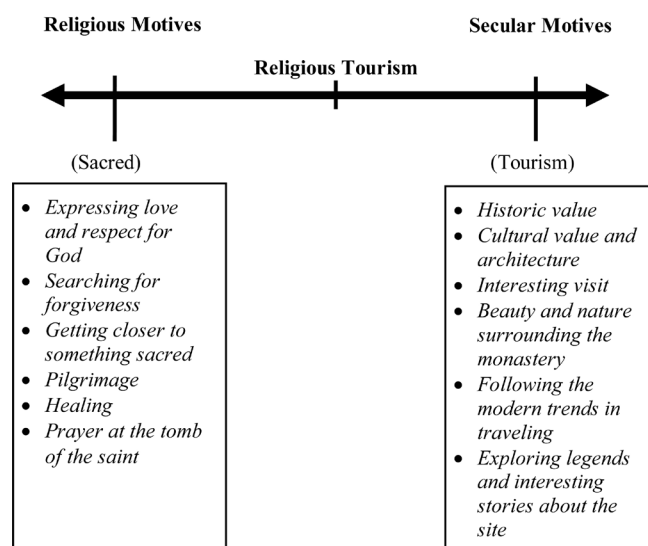 Religious Motives
Secular Motives
Religious Tourism
(Sacred)
(Tourism)
• Expressing love
and respect for
God
• Searching for
forgiveness
• Getting closer to
something sacred
• Pilgrimage
• Healing
• Prayer at the tomb
of the saint
• Historic value
• Cultural value and
architecture
• Interesting visit
• Beauty and nature
surrounding the
monastery
• Following the
modern trends in
traveling
• Exploring legends
and interesting
stories about the
site